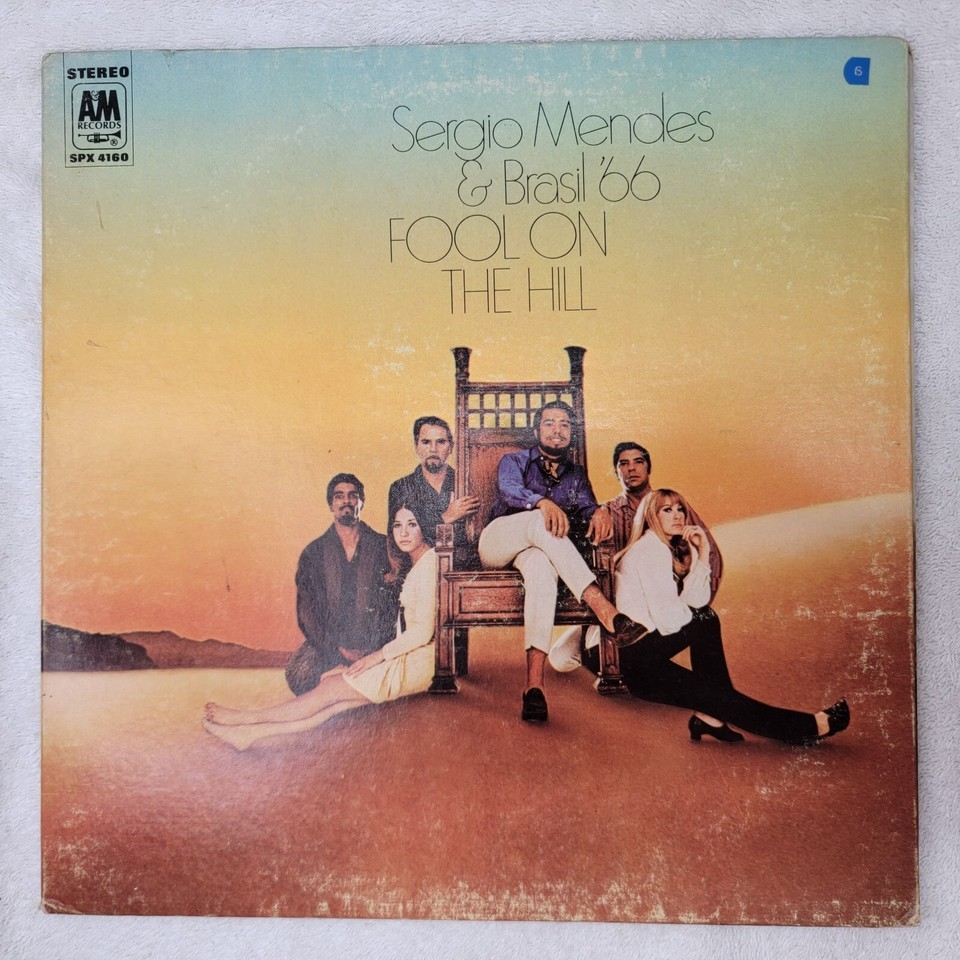 STEREO
A&M
RECORDS
®
SPX 4160
Sergio Mendes
& Brasil '66
FOOL ON
THE HILL